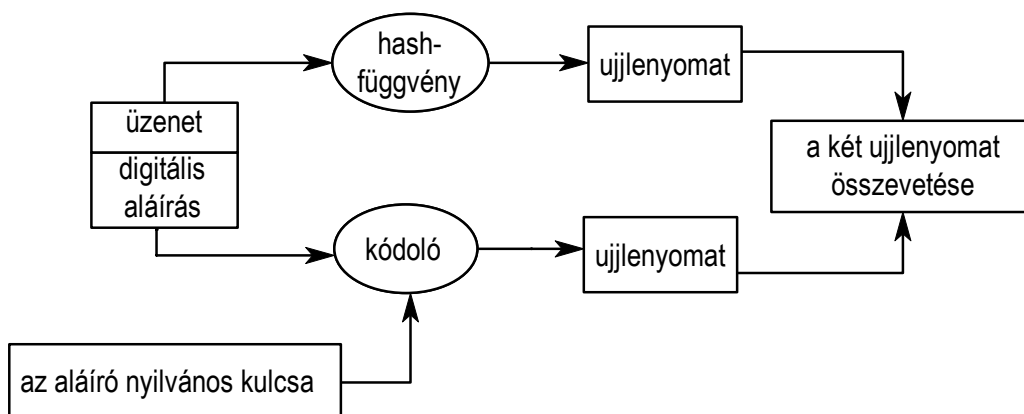 hash-
függvény
ujjlenyomat
üzenet
digitális
aláírás
a két ujjlenyomat
összevetése
kódoló
ujjlenyomat
az aláíró nyilvános kulcsa